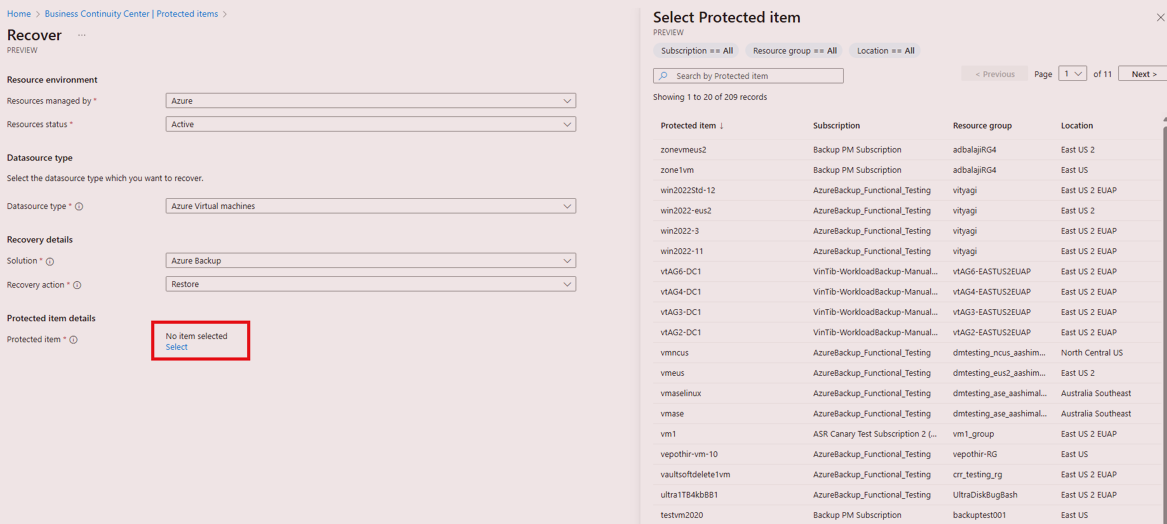 Home > Business Continuity Center | Protected items >
Recover ...
PREVIEW
Resource environment
Resources managed by * Azure
Resources status * Active
Datasource type
Select the datasource type which you want to recover.
Datasource type * Azure Virtual machines
Recovery details
Solution * Azure Backup
Recovery action * Restore
Protected item details
Protected item * No item selected
Select
Select Protected item
PREVIEW
Subscription == All Resource group == All Location == All
Search by Protected item
< Previous Page 1 of 11 Next >
Showing 1 to 20 of 209 records
Protected item ↓ Subscription Resource group Location
zonevmeus2 Backup PM Subscription adbalajiRG4 East US 2
zone1vm Backup PM Subscription adbalajiRG4 East US
win2022Std-12 AzureBackup_Functional_Testing vityagi East US 2 EUAP
win2022-eus2 AzureBackup_Functional_Testing vityagi East US 2
win2022-3 AzureBackup_Functional_Testing vityagi East US 2 EUAP
win2022-11 AzureBackup_Functional_Testing vityagi East US 2 EUAP
vtAG6-DC1 VinTib-WorkloadBackup-Manual... vtAG6-EASTUS2EUAP East US 2 EUAP
vtAG4-DC1 VinTib-WorkloadBackup-Manual... vtAG4-EASTUS2EUAP East US 2 EUAP
vtAG3-DC1 VinTib-WorkloadBackup-Manual... vtAG3-EASTUS2EUAP East US 2 EUAP
vtAG2-DC1 VinTib-WorkloadBackup-Manual... vtAG2-EASTUS2EUAP East US 2 EUAP
vmncus AzureBackup_Functional_Testing dmtesting_ncus_aashim... North Central US
vmeus AzureBackup_Functional_Testing dmtesting_eus2_aashim... East US 2
vmaselinux AzureBackup_Functional_Testing dmtesting_ase_aashimal... Australia Southeast
vmase AzureBackup_Functional_Testing dmtesting_ase_aashimal... Australia Southeast
vm1 ASR Canary Test Subscription 2 (... vm1_group East US 2 EUAP
vepothir-vm-10 AzureBackup_Functional_Testing vepothir-RG East US
vaultsoftdelete1vm AzureBackup_Functional_Testing crr_testing_rg East US 2 EUAP
ultra1TB4kbBB1 AzureBackup_Functional_Testing UltraDiskBugBash East US 2 EUAP
testvm2020 Backup PM Subscription backuptest001 East US